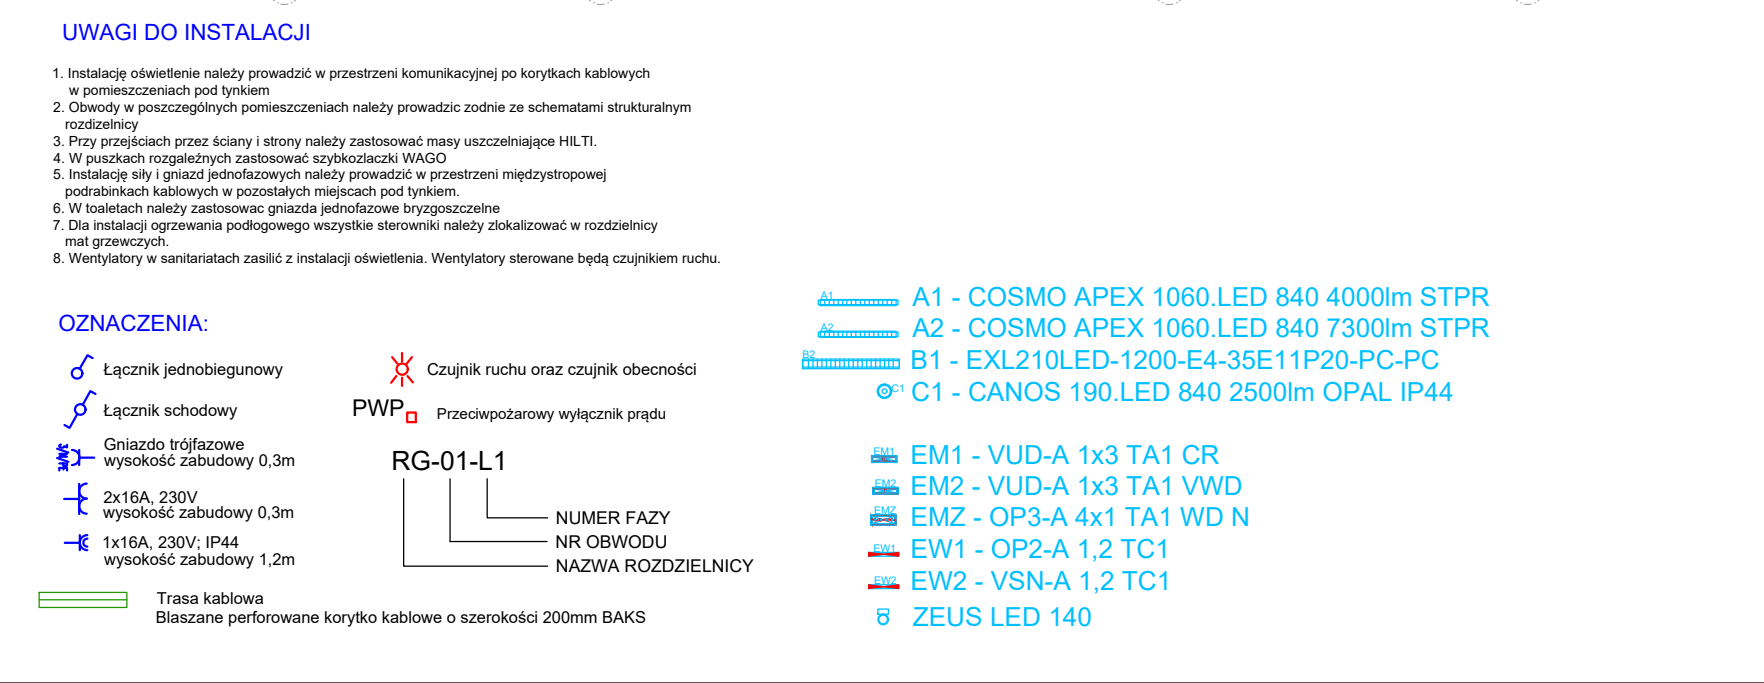 UWAGI DO INSTALACJI
1. Instalację oświetlenie należy prowadzić w przestrzeni komunikacyjnej po korytkach kablowych
w pomieszczeniach pod tynkiem
2. Obwody w poszczególnych pomieszczeniach należy prowadzic zodnie ze schematami strukturalnym
rozdizelnicy
3. Przy przejściach przez ściany i strony należy zastosować masy uszczelniające HILTI.
4. W puszkach rozgaleźnych zastosować szybkozlaczki WAGO
5. Instalację siły i gniazd jednofazowych należy prowadzić w przestrzeni międzystropowej
podrabinkach kablowych w pozostałych miejscach pod tynkiem.
6. W toaletach należy zastosowac gniazda jednofazowe bryzgoszczelne
7. Dla instalacji ogrzewania podłogowego wszystkie sterowniki należy zlokalizować w rozdzielnicy
mat grzewczych.
8. Wentylatory w sanitariatach zasilić z instalacji oświetlenia. Wentylatory sterowane będą czujnikiem ruchu.
OZNACZENIA:
Łącznik jednobiegunowy
Łącznik schodowy
Gniazdo trójfazowe
wysokość zabudowy 0,3m
2x16A, 230V
wysokość zabudowy 0,3m
1x16A, 230V; IP44
wysokość zabudowy 1,2m
Trasa kablowa
Blaszane perforowane korytko kablowe o szerokości 200mm BAKS
Czujnik ruchu oraz czujnik obecności
PWP Przeciwpożarowy wyłącznik prądu
RG-01-L1
NUMER FAZY
NR OBWODU
NAZWA ROZDZIELNICY
A1 A1 - COSMO APEX 1060.LED 840 4000lm STPR
A2 A2 - COSMO APEX 1060.LED 840 7300lm STPR
B2 B1 - EXL210LED-1200-E4-35E11P20-PC-PC
C1 C1 - CANOS 190.LED 840 2500lm OPAL IP44
EM1 EM1 - VUD-A 1x3 TA1 CR
EM2 EM2 - VUD-A 1x3 TA1 VWD
EMZ EMZ - OP3-A 4x1 TA1 WD N
EW1 EW1 - OP2-A 1,2 TC1
EW2 EW2 - VSN-A 1,2 TC1
ZEUS LED 140